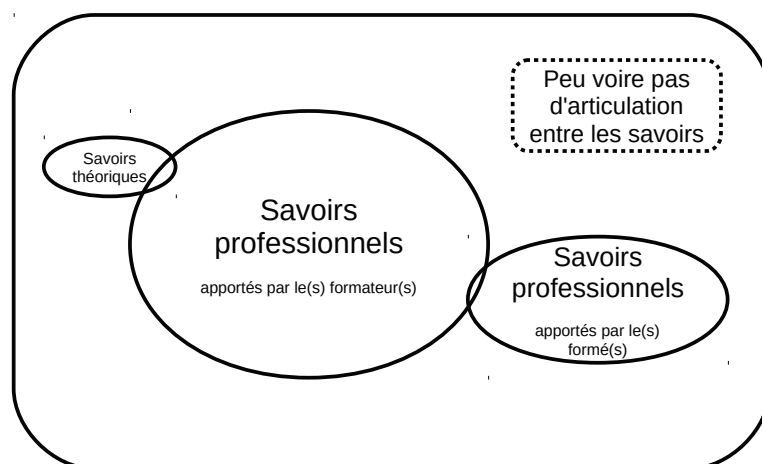 Peu voire pas
d'articulation
entre les savoirs
Savoirs
théoriques
Savoirs
professionnels
apportés par le(s) formateur(s)
Savoirs
professionnels
apportés par le(s)
formé(s)